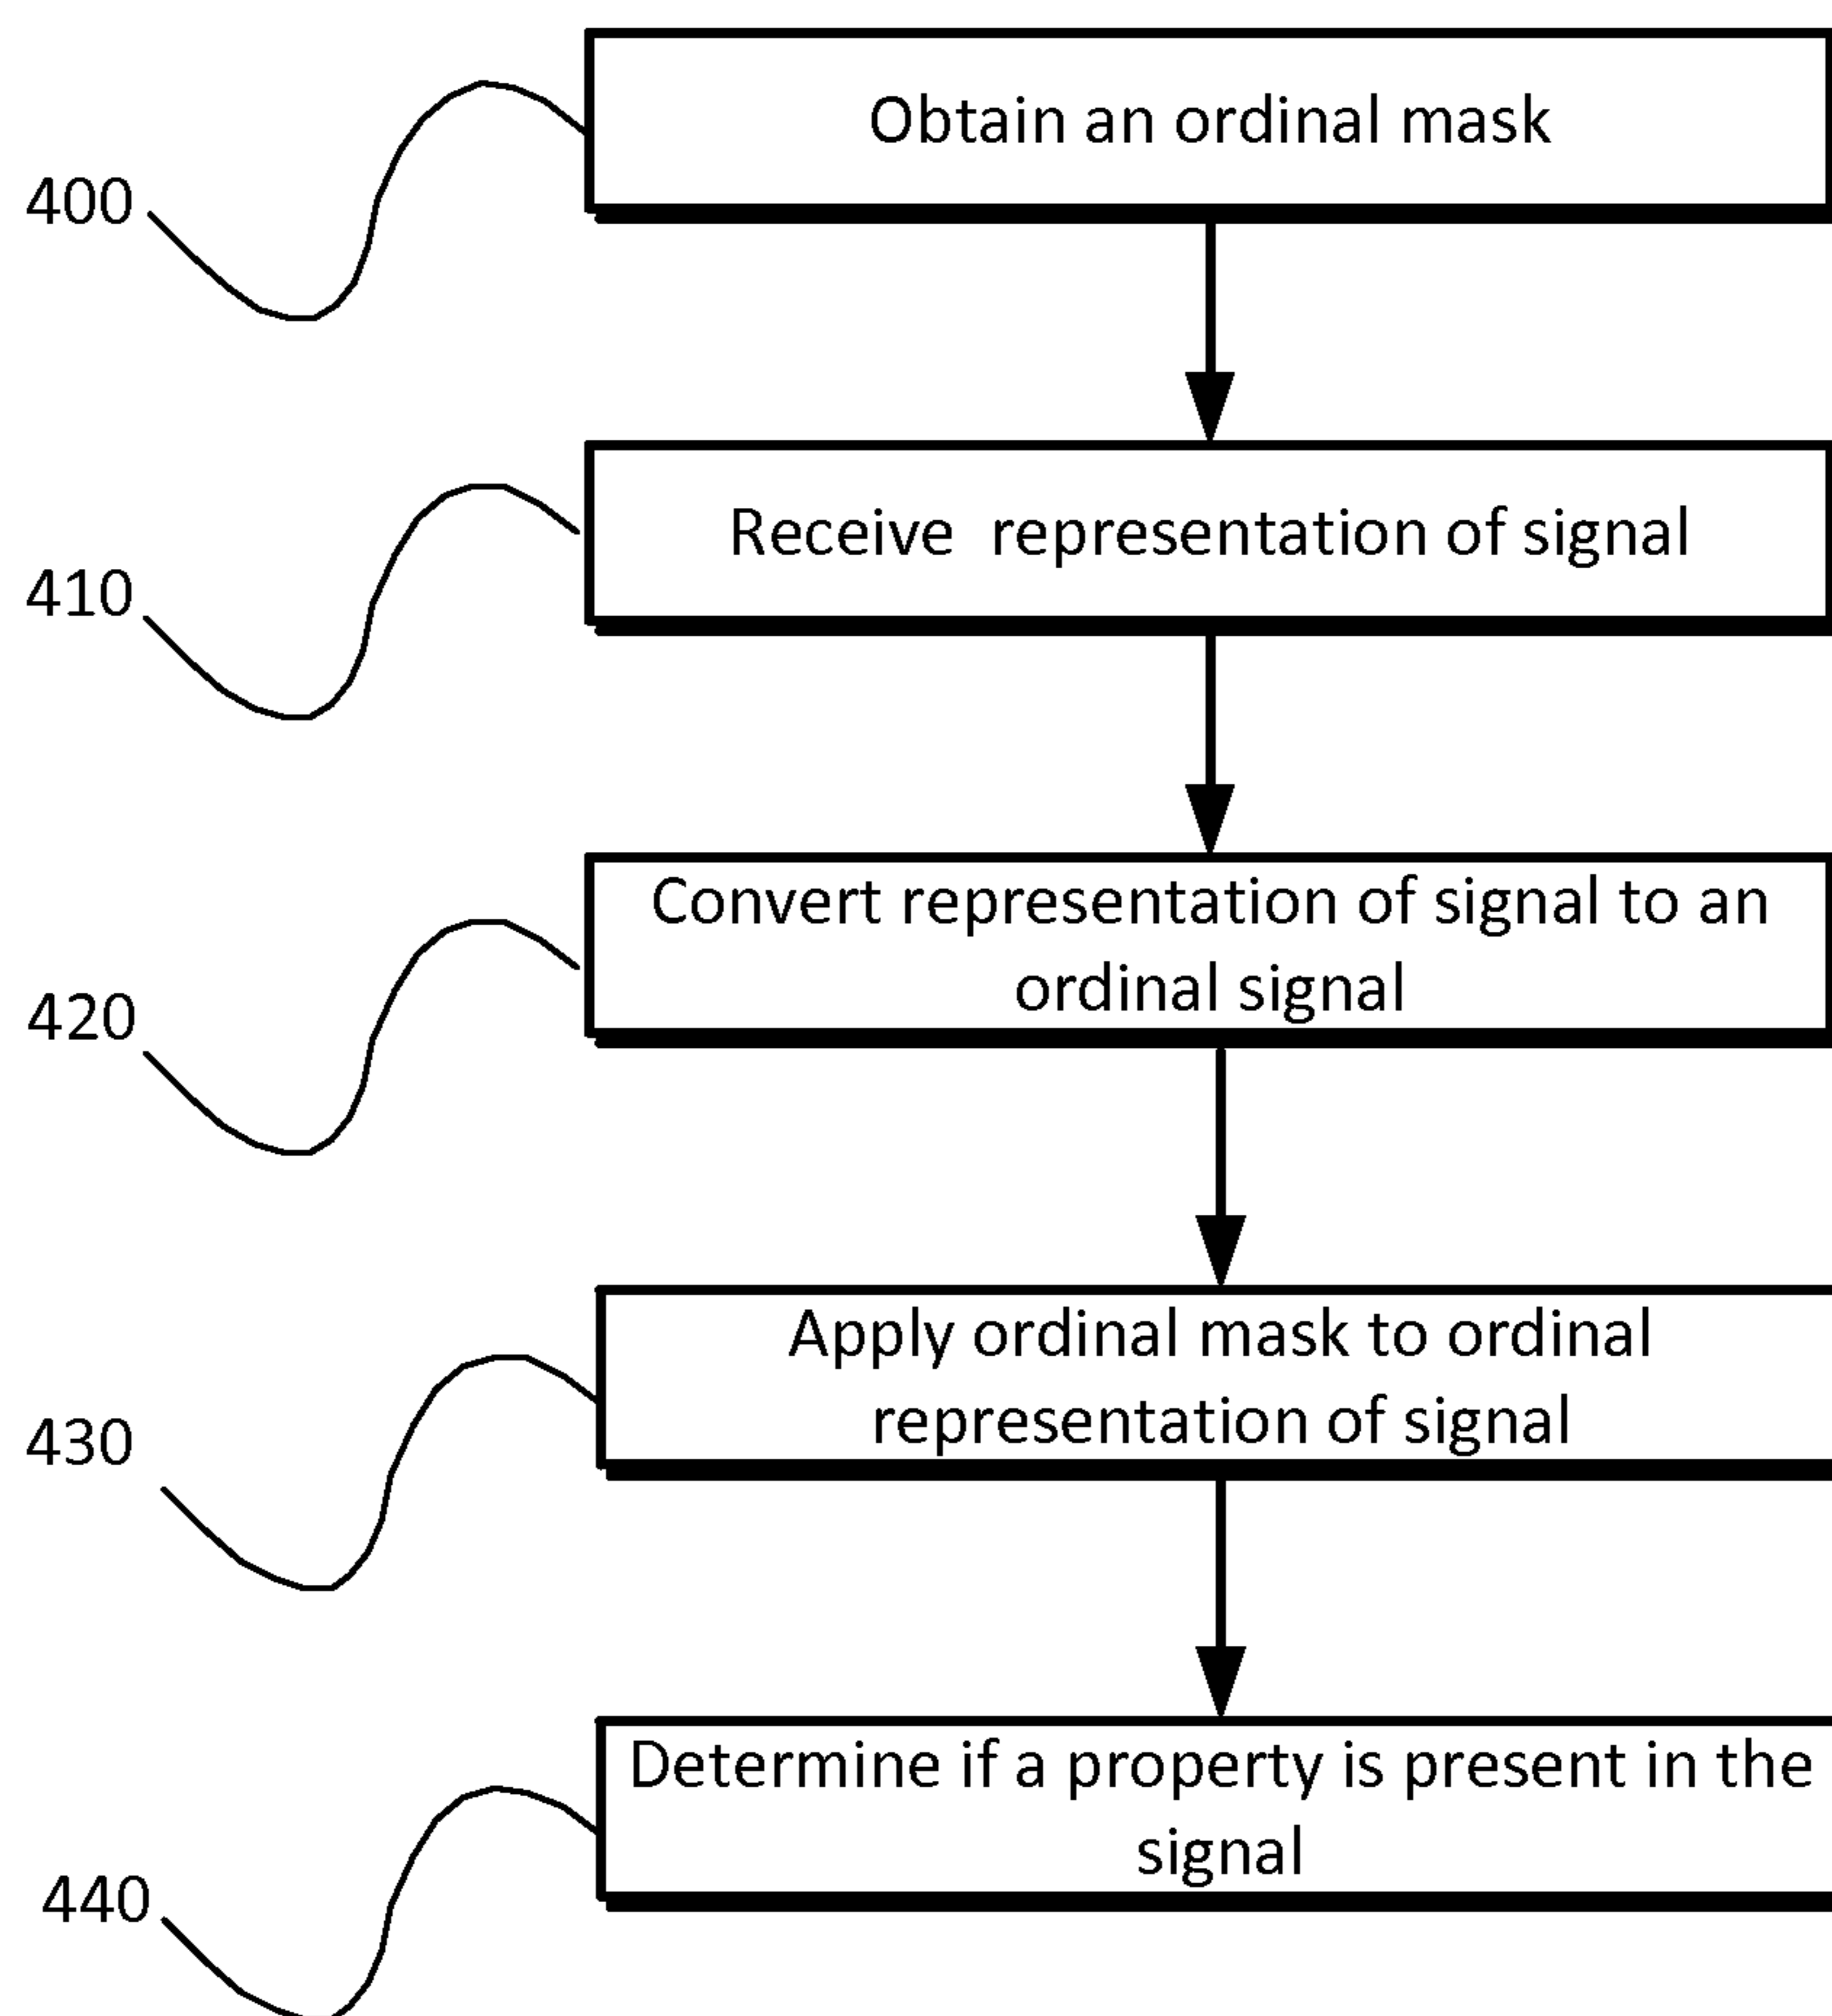 Obtain an ordinal mask
400
Receive representation of signal
410
Convert representation of signal to an
ordinal signal
420
Apply ordinal mask to ordinal
representation of signal
430
Determine if a property is present in the
signal
440